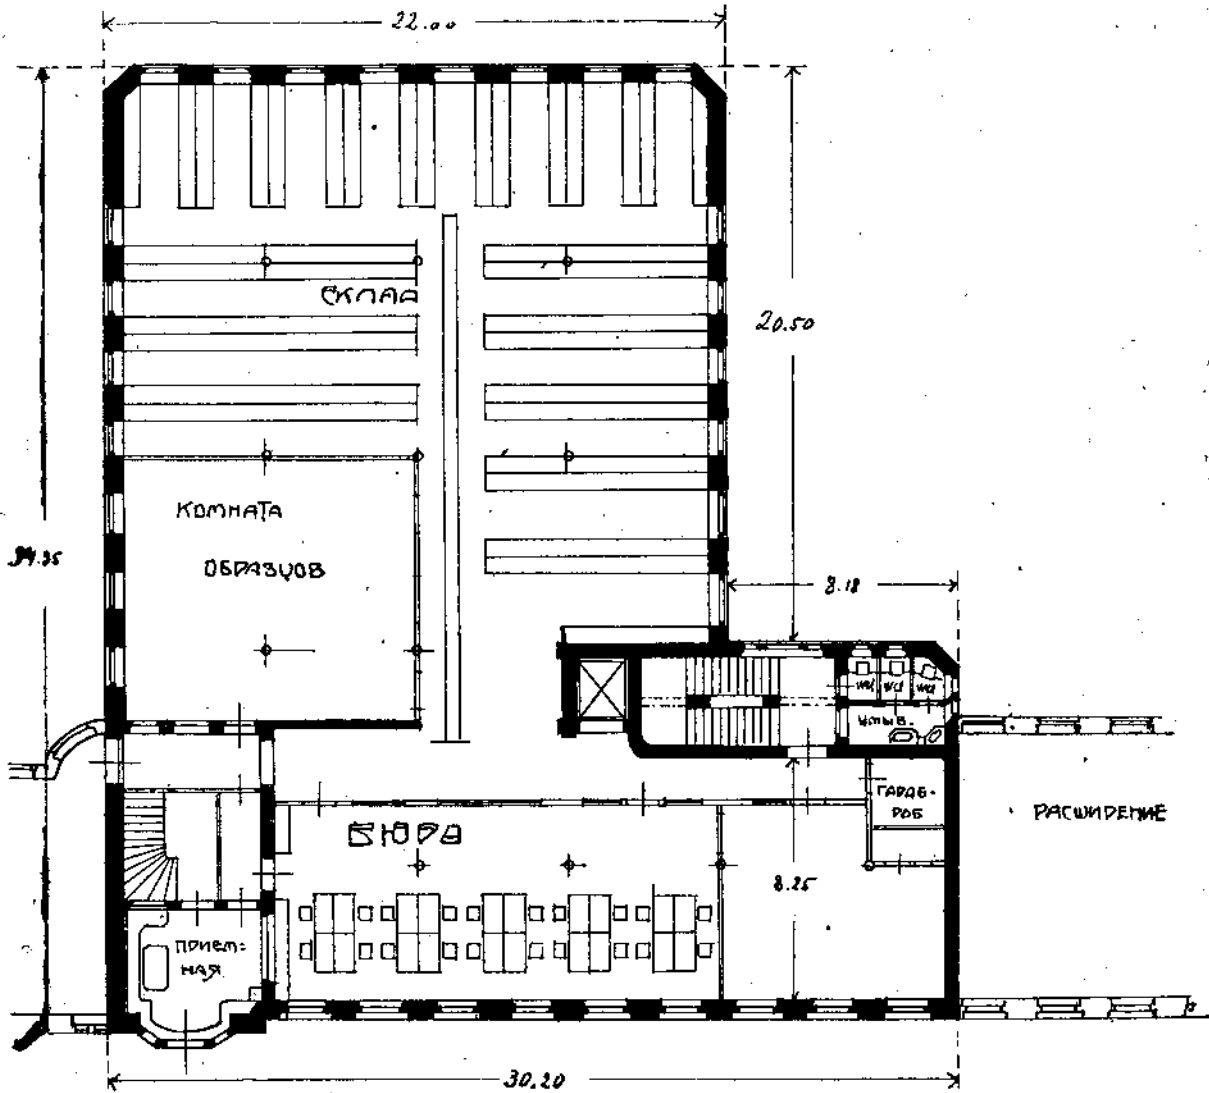 22.00
СКЛАД
20.50
КОМНАТА
ОБРАЗЦОВ
34.35
8.18
WC WC WC
УМЫВ.
ГАРДЕ-
РОБ
РАСШИРЕНИЕ
БЮРО
8.25
ПРИЕМ-
НАЯ
30.20